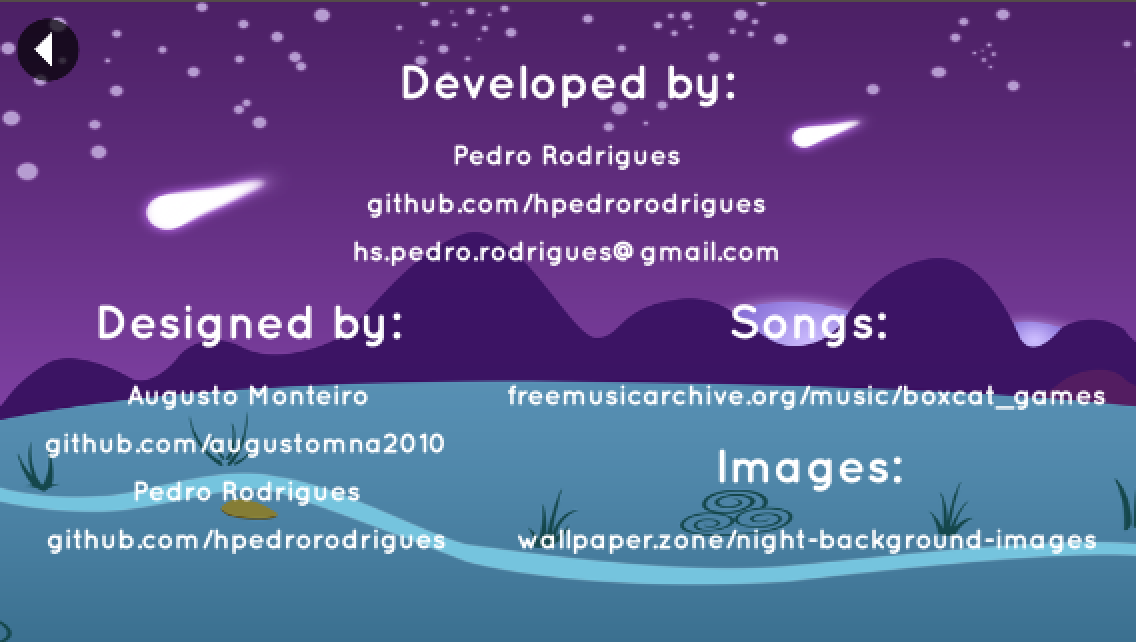 Developed by:
Pedro Rodrigues
github.com/hpedrorodrigues
hs.pedro.rodrigues@gmail.com
Designed by:
Augusto Monteiro
github.com/augustomna2010
Pedro Rodrigues
github.com/hpedrorodrigues
Songs:
freemusicarchive.org/music/boxcat_games
Images:
wallpaper.zone/night-background-images